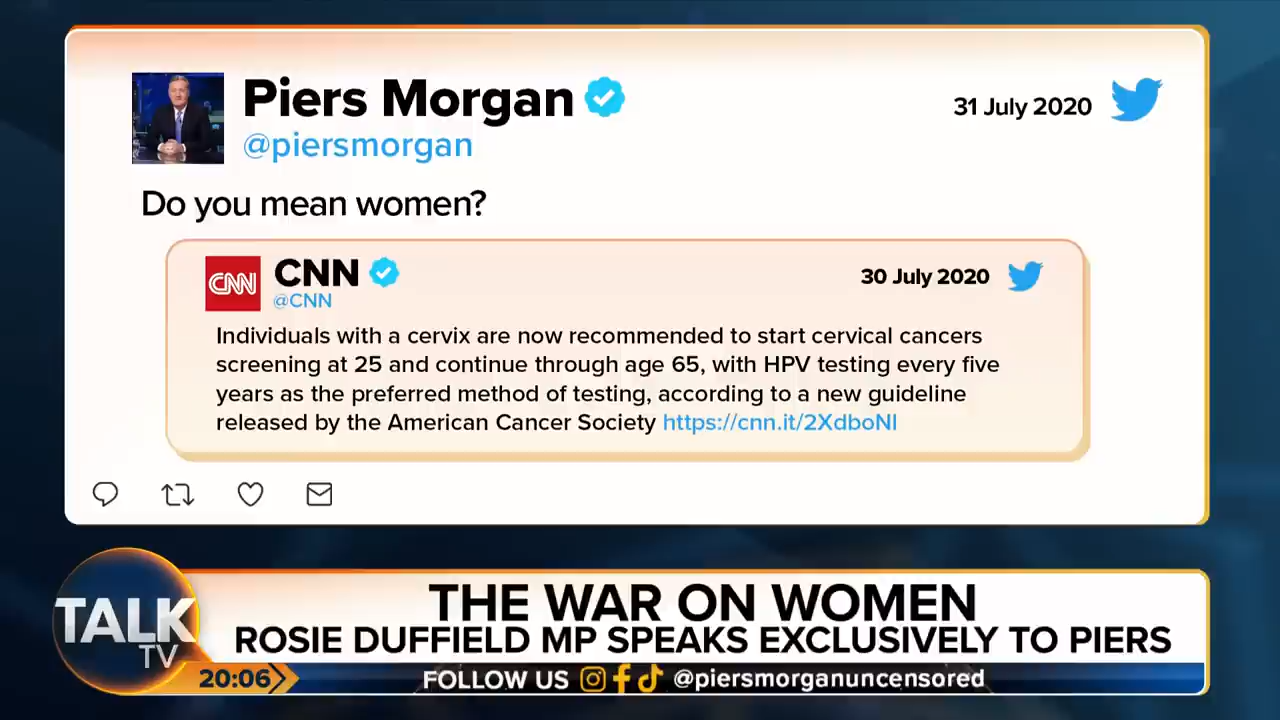 Piers Morgan
31 July 2020
@piersmorgan
Do you mean women?
CNN
CNN
30 July 2020
@CNN
Individuals with a cervix are now recommended to start cervical cancers
screening at 25 and continue through age 65, with HPV testing every five
years as the preferred method of testing, according to a new guideline
released by the American Cancer Society https://cnn.it/2XdboNl
THE WAR ON WOMEN
ROSIE DUFFIELD MP SPEAKS EXCLUSIVELY TO PIERS
TALK
TV
20:06
FOLLOW US @piersmorganuncensored